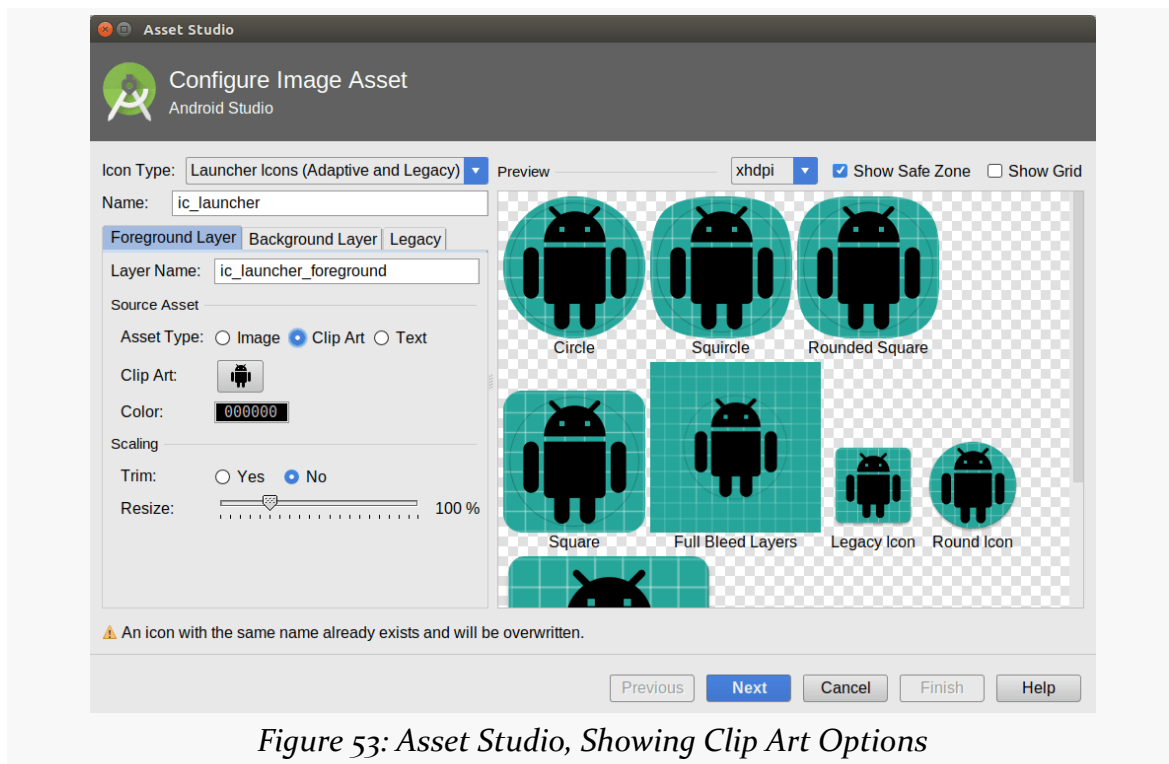 Asset Studio
Configure Image Asset
Android Studio
Icon Type: Launcher Icons (Adaptive and Legacy)
Name: ic_launcher
Foreground Layer Background Layer Legacy
Layer Name: ic_launcher_foreground
Source Asset
Asset Type: Image Clip Art Text
Clip Art:
Color: 000000
Scaling
Trim: Yes No
Resize: 100 %
Preview xhdpi Show Safe Zone Show Grid
Circle Squircle Rounded Square
Square Full Bleed Layers Legacy Icon Round Icon
An icon with the same name already exists and will be overwritten.
Previous Next Cancel Finish Help
Figure 53: Asset Studio, Showing Clip Art Options